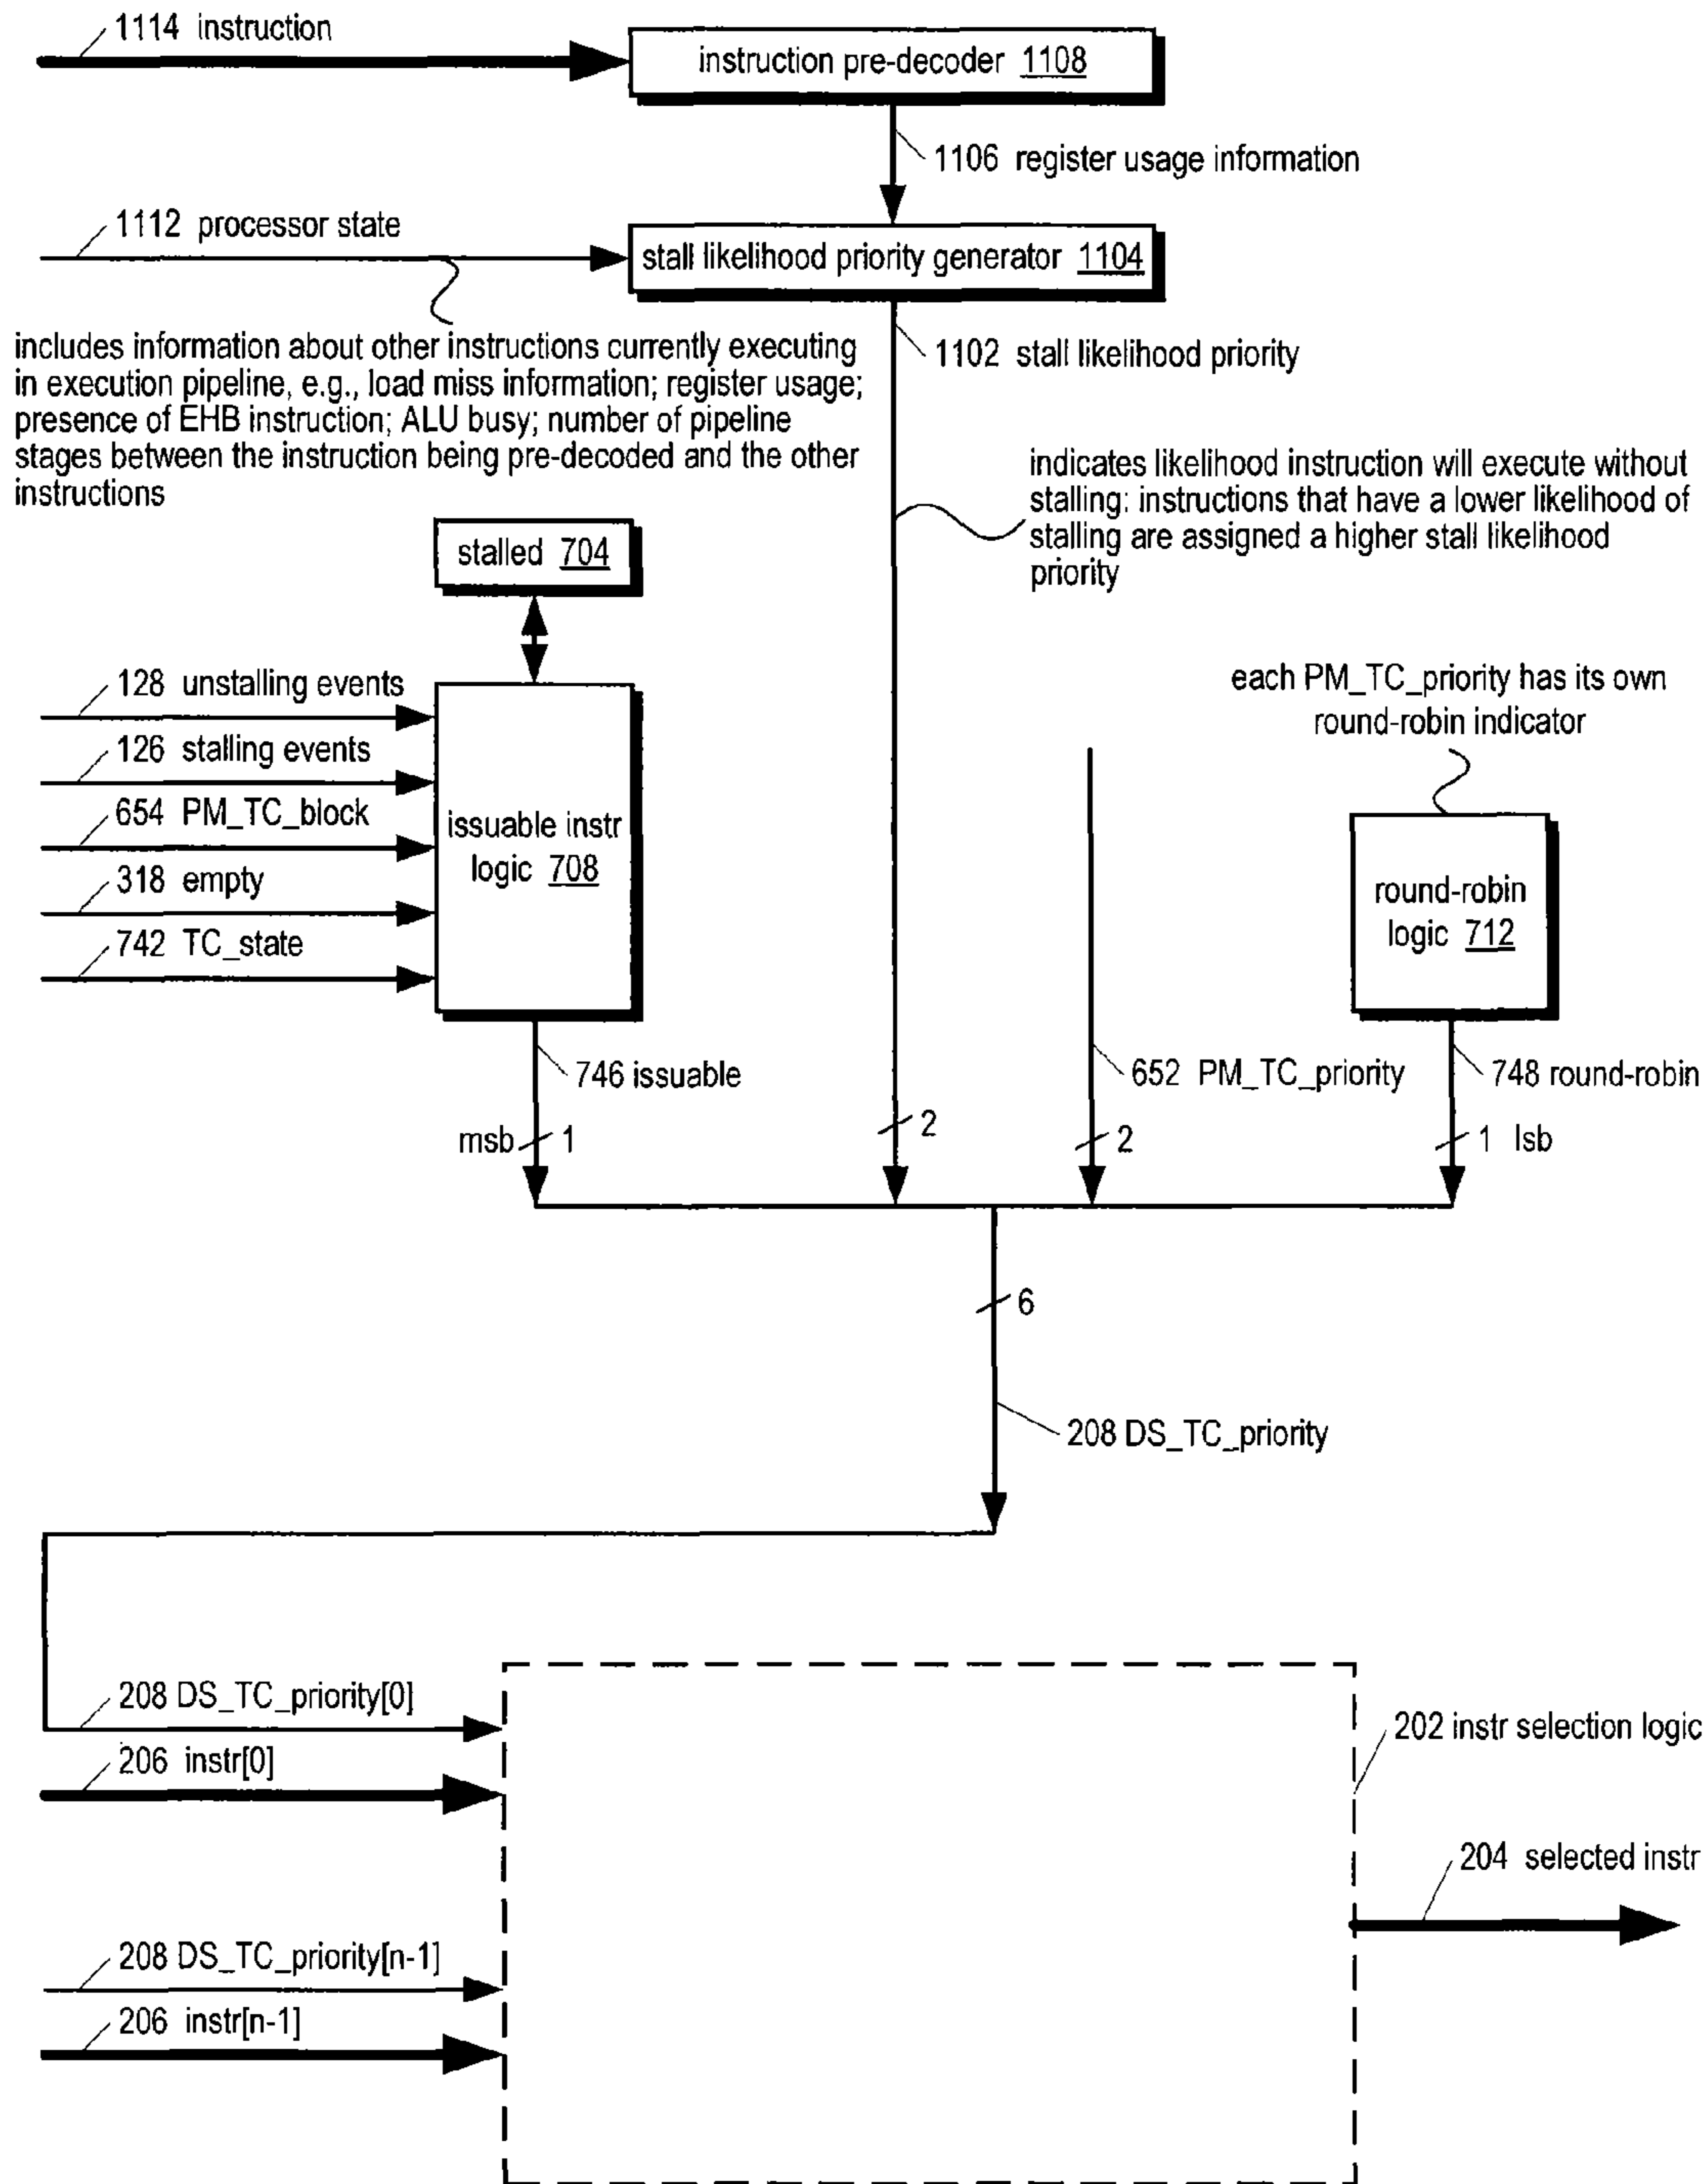 1114 instruction
instruction pre-decoder 1108
1106 register usage information
1112 processor state
stall likelihood priority generator 1104
includes information about other instructions currently executing
in execution pipeline, e.g., load miss information; register usage;
presence of EHB instruction; ALU busy; number of pipeline
stages between the instruction being pre-decoded and the other
instructions
1102 stall likelihood priority
indicates likelihood instruction will execute without
stalling: instructions that have a lower likelihood of
stalling are assigned a higher stall likelihood
priority
stalled 704
128 unstalling events
126 stalling events
654 PM_TC_block
318 empty
742 TC_state
issuable instr
logic 708
each PM_TC_priority has its own
round-robin indicator
round-robin
logic 712
746 issuable
652 PM_TC_priority
748 round-robin
msb 1
2
2
1 lsb
6
208 DS_TC_priority
208 DS_TC_priority[0]
206 instr[0]
202 instr selection logic
204 selected instr
208 DS_TC_priority[n-1]
206 instr[n-1]